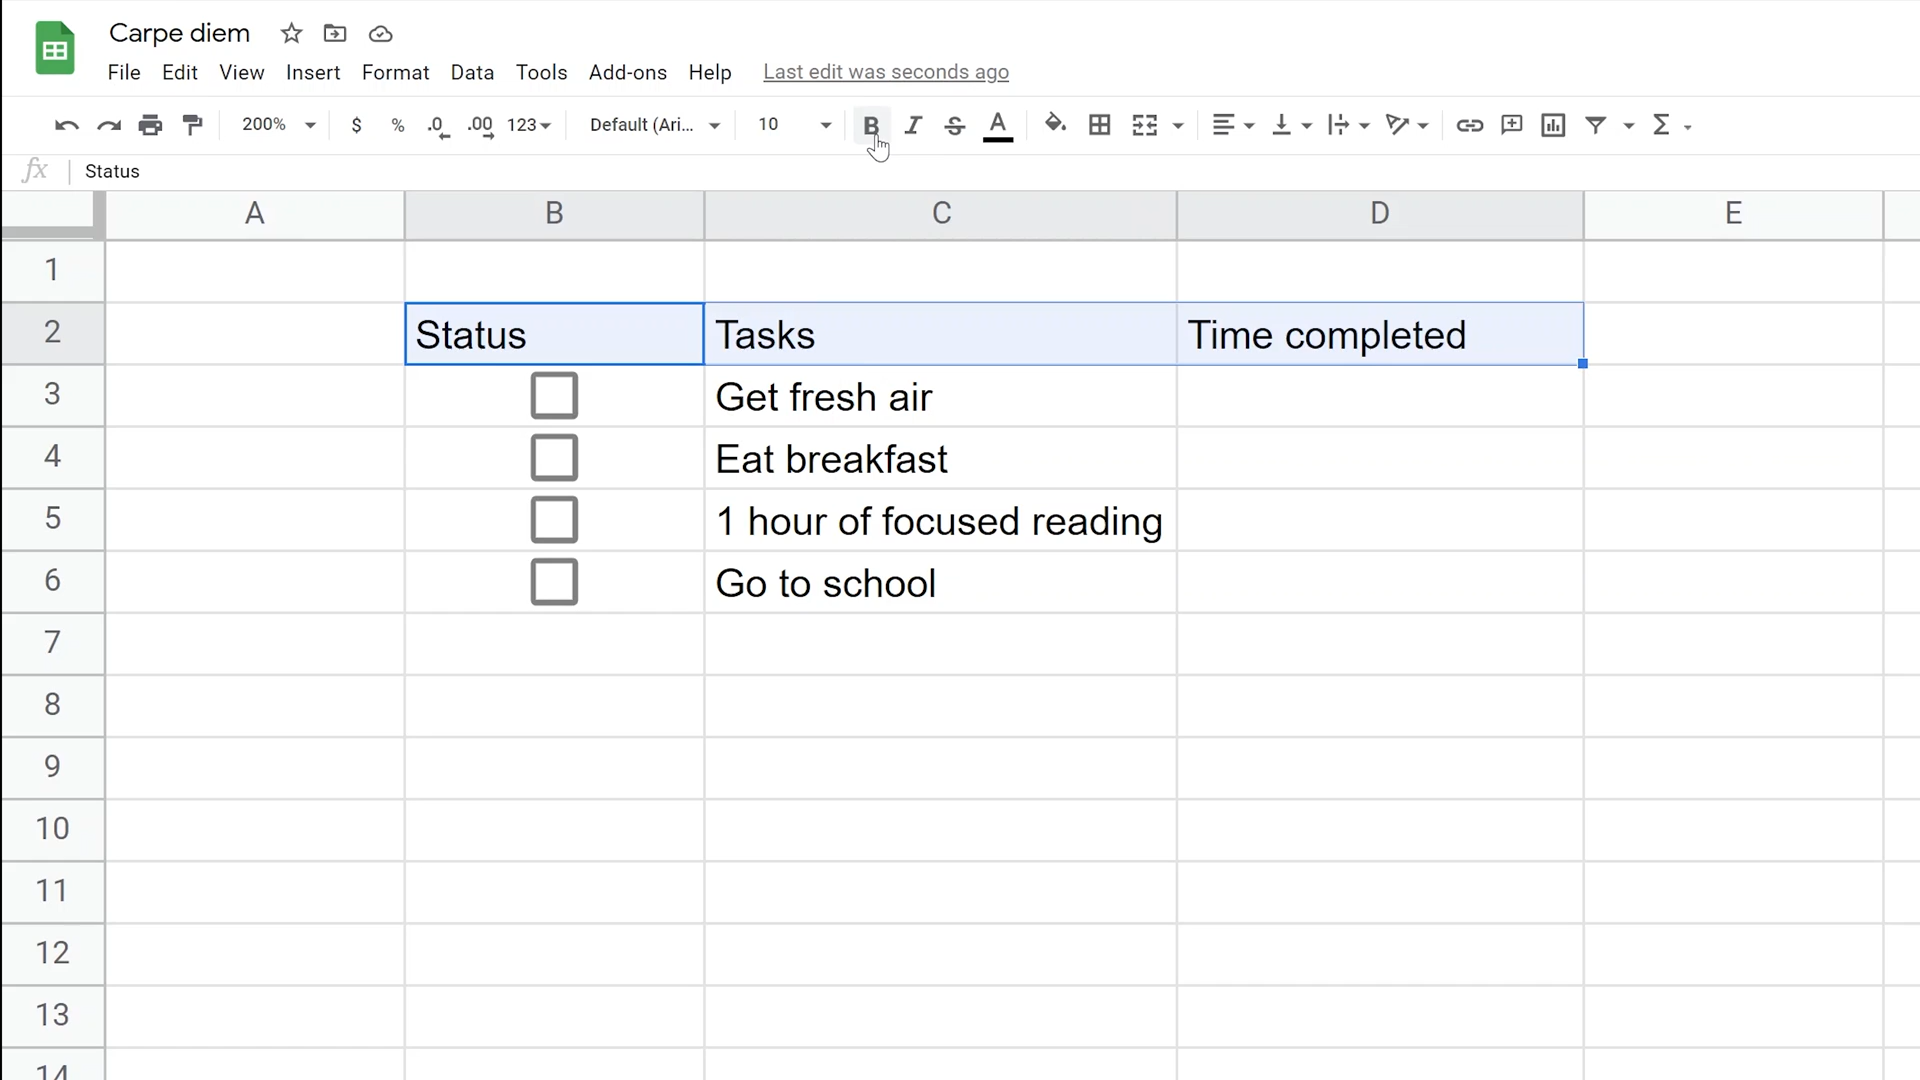 Carpe diem
File Edit View Insert Format Data Tools Add-ons Help Last edit was seconds ago
200% $ % .0 .00 123 Default (Ari... 10 B I S A Σ
fx Status
A B C D E
1
2 Status Tasks Time completed
3 Get fresh air
4 Eat breakfast
5 1 hour of focused reading
6 Go to school
7
8
9
10
11
12
13
14